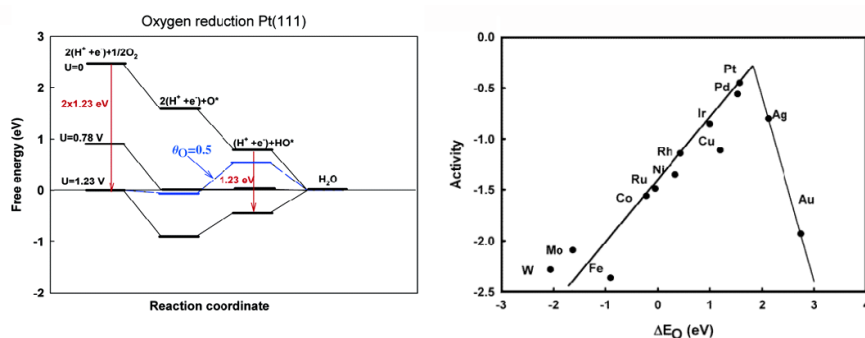 Oxygen reduction Pt(111)
3
2
1
0
-1
-2
Free energy (eV)
2(H⁺ +e⁻)+1/2O₂
U=0
2x1.23 eV
2(H⁺ +e⁻)+O*
U=0.78 V
θO=0.5
(H⁺ +e⁻)+HO*
1.23 eV
U=1.23 V
H₂O
Reaction coordinate
0.0
-0.5
-1.0
-1.5
-2.0
-2.5
Activity
Pt
Pd
Ir
Ag
Cu
Rh
Ni
Ru
Co
Au
Mo
W
Fe
-3 -2 -1 0 1 2 3 4
ΔEO (eV)